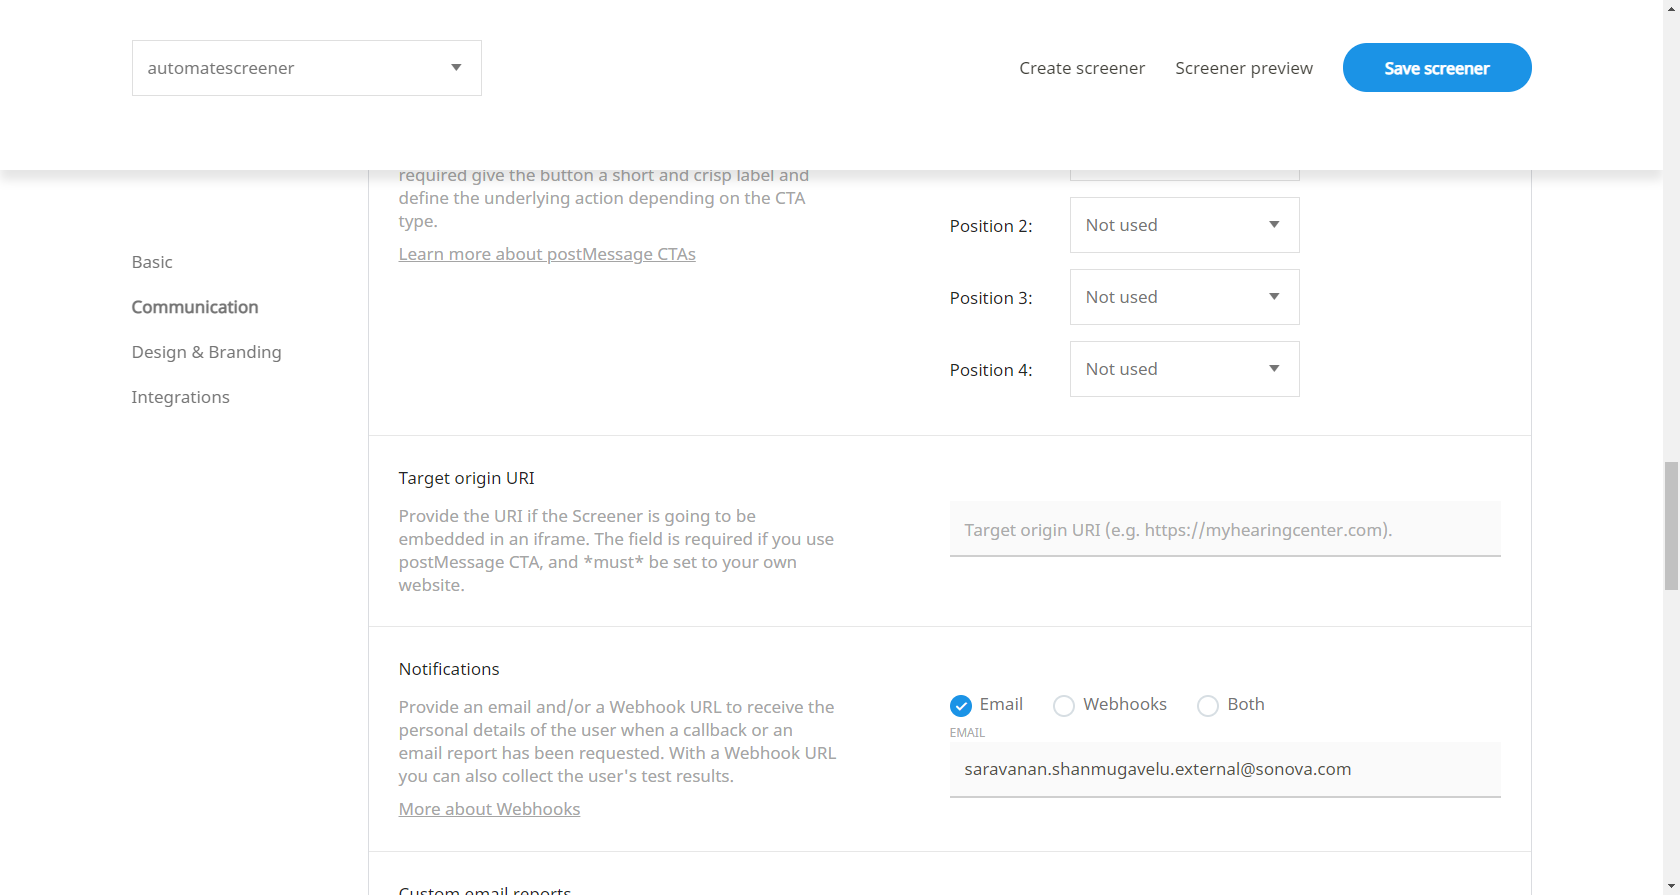 automatescreener
Create screener
Screener preview
Save screener
required give the button a short and crisp label and
define the underlying action depending on the CTA
type.
Learn more about postMessage CTAs
Position 2:
Not used
Position 3:
Not used
Position 4:
Not used
Basic
Communication
Design & Branding
Integrations
Target origin URI
Provide the URI if the Screener is going to be
embedded in an iframe. The field is required if you use
postMessage CTA, and *must* be set to your own
website.
Target origin URI (e.g. https://myhearingcenter.com).
Notifications
Provide an email and/or a Webhook URL to receive the
personal details of the user when a callback or an
email report has been requested. With a Webhook URL
you can also collect the user's test results.
More about Webhooks
Email
Webhooks
Both
EMAIL
saravanan.shanmugavelu.external@sonova.com
Custom email reports